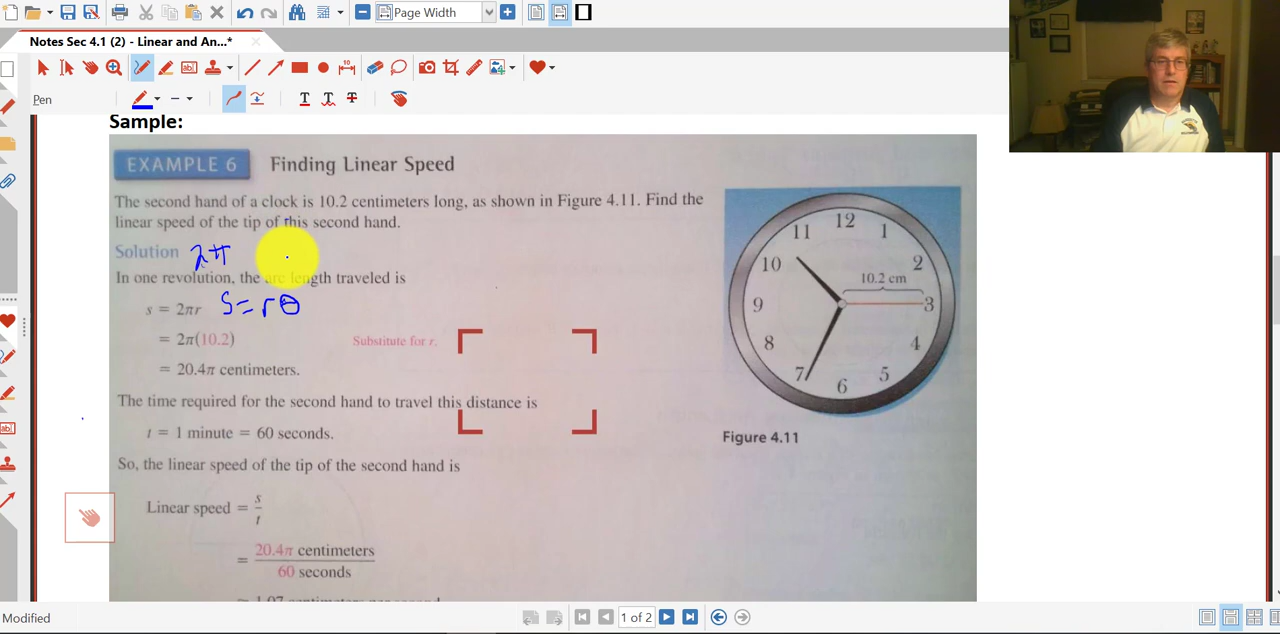 Page Width
Notes Sec 4.1 (2) - Linear and An...*
Pen
T T T
Sample:
EXAMPLE 6 Finding Linear Speed
The second hand of a clock is 10.2 centimeters long, as shown in Figure 4.11. Find the
linear speed of the tip of this second hand.
Solution 2π
In one revolution, the arc length traveled is
s = 2πr S = rθ
= 2π(10.2) Substitute for r.
= 20.4π centimeters.
The time required for the second hand to travel this distance is
t = 1 minute = 60 seconds.
So, the linear speed of the tip of the second hand is
Linear speed = s/t
= 20.4π centimeters
60 seconds
≈ 1.07 centimeters per second
12
11 1
10 2
10.2 cm
9 3
8 4
7 5
6
Figure 4.11
Modified
1 of 2